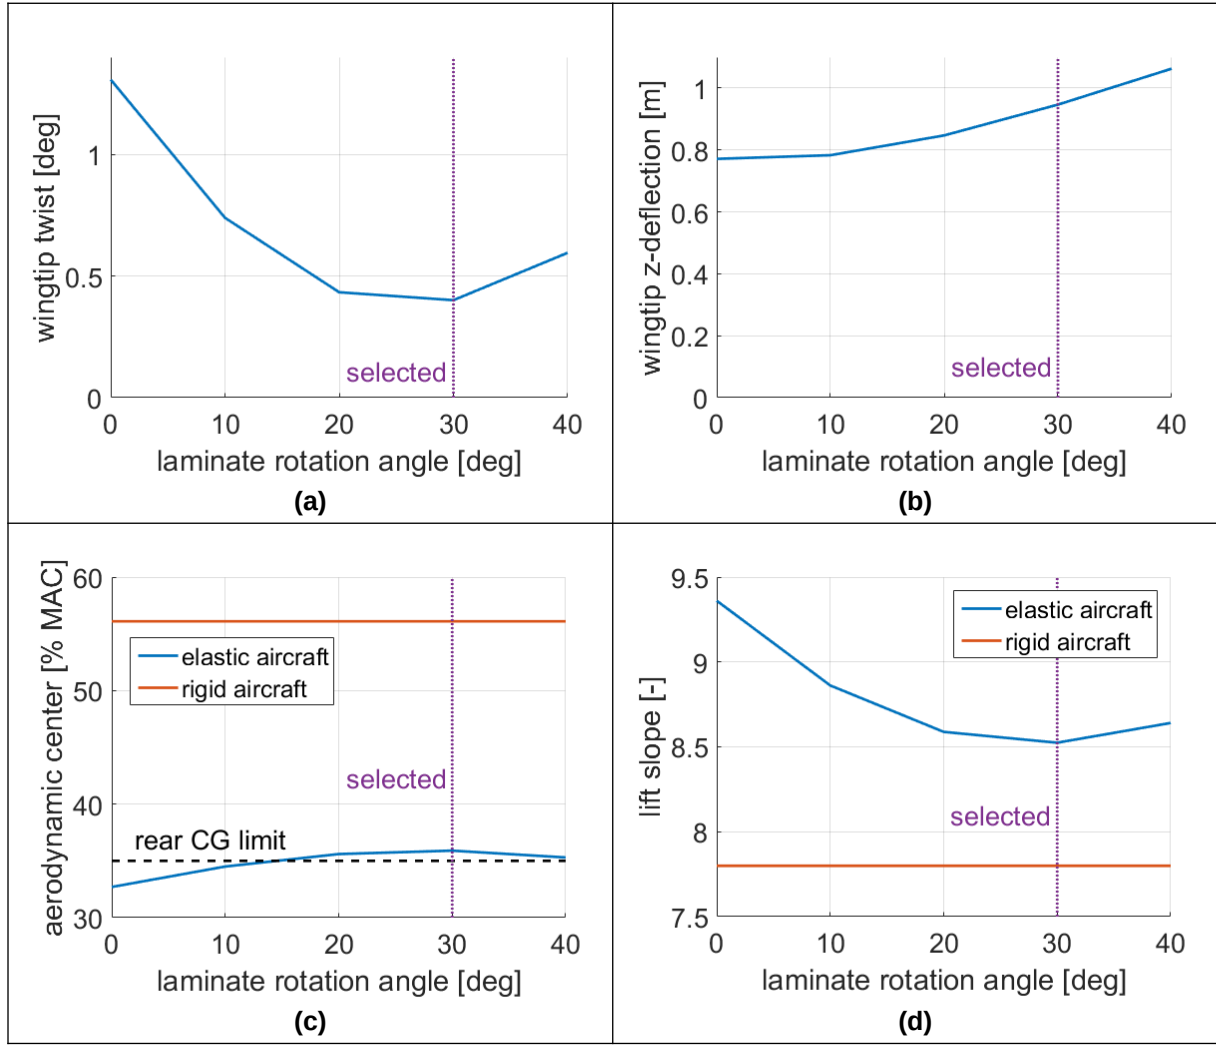 wingtip twist [deg]
1
0.5
0
selected
0 10 20 30 40
laminate rotation angle [deg]
(a)
wingtip z-deflection [m]
1
0.8
0.6
0.4
0.2
0
selected
0 10 20 30 40
laminate rotation angle [deg]
(b)
aerodynamic center [% MAC]
60
50
40
30
elastic aircraft
rigid aircraft
selected
rear CG limit
0 10 20 30 40
laminate rotation angle [deg]
(c)
lift slope [-]
9.5
9
8.5
8
7.5
elastic aircraft
rigid aircraft
selected
0 10 20 30 40
laminate rotation angle [deg]
(d)